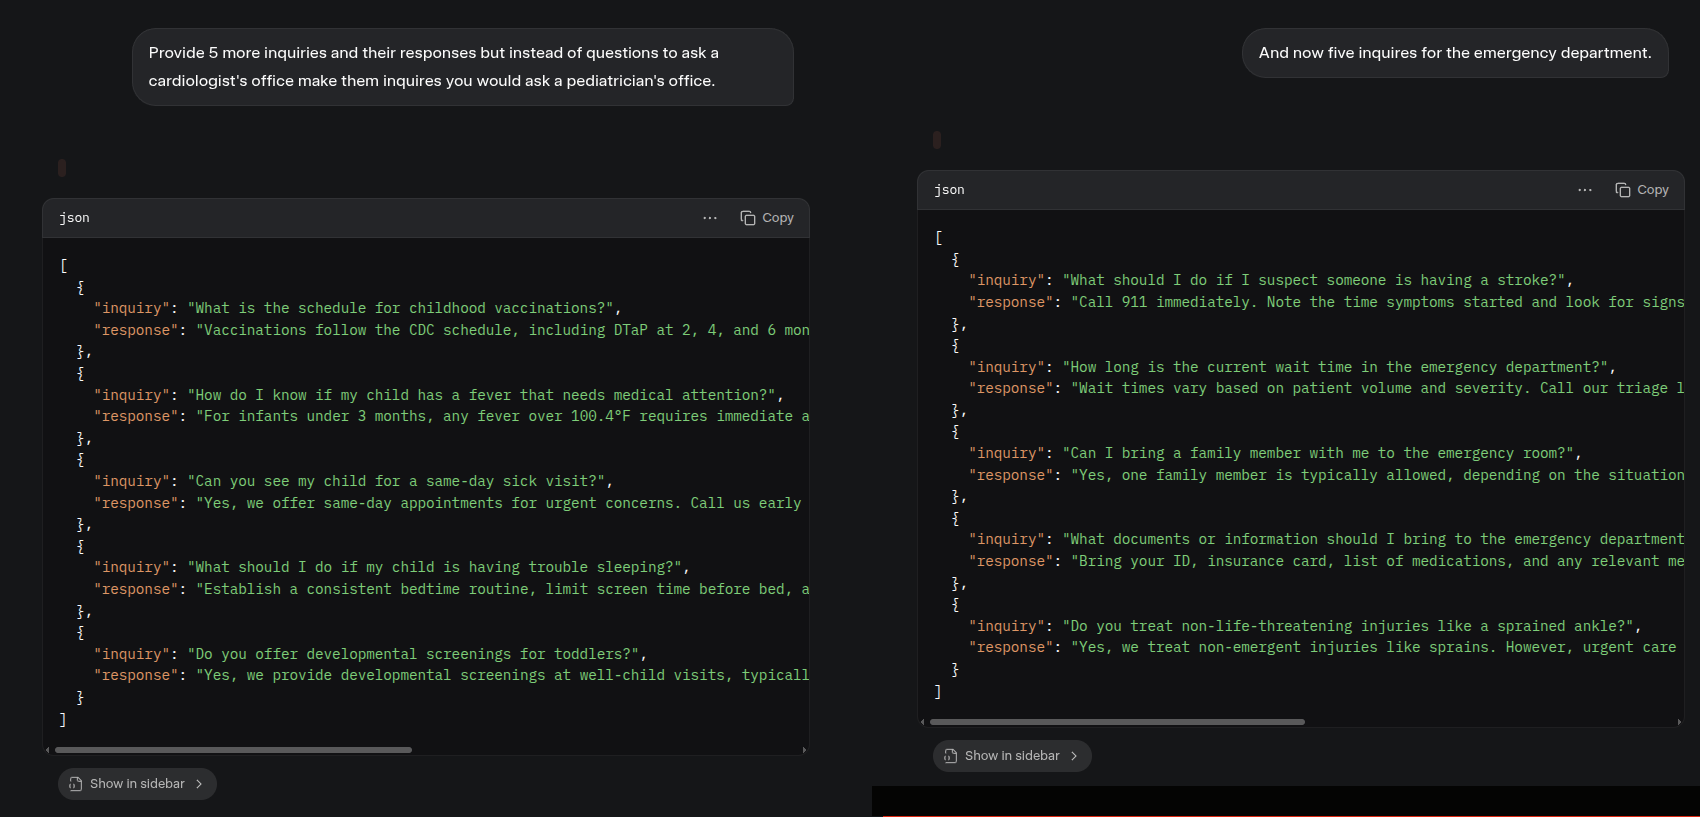 Provide 5 more inquiries and their responses but instead of questions to ask a
cardiologist's office make them inquires you would ask a pediatrician's office.
json
Copy
[
{
"inquiry": "What is the schedule for childhood vaccinations?",
"response": "Vaccinations follow the CDC schedule, including DTaP at 2, 4, and 6 mon
},
{
"inquiry": "How do I know if my child has a fever that needs medical attention?",
"response": "For infants under 3 months, any fever over 100.4°F requires immediate a
},
{
"inquiry": "Can you see my child for a same-day sick visit?",
"response": "Yes, we offer same-day appointments for urgent concerns. Call us early
},
{
"inquiry": "What should I do if my child is having trouble sleeping?",
"response": "Establish a consistent bedtime routine, limit screen time before bed, a
},
{
"inquiry": "Do you offer developmental screenings for toddlers?",
"response": "Yes, we provide developmental screenings at well-child visits, typicall
}
]
Show in sidebar
And now five inquires for the emergency department.
json
Copy
[
{
"inquiry": "What should I do if I suspect someone is having a stroke?",
"response": "Call 911 immediately. Note the time symptoms started and look for signs
},
{
"inquiry": "How long is the current wait time in the emergency department?",
"response": "Wait times vary based on patient volume and severity. Call our triage l
},
{
"inquiry": "Can I bring a family member with me to the emergency room?",
"response": "Yes, one family member is typically allowed, depending on the situation
},
{
"inquiry": "What documents or information should I bring to the emergency department
"response": "Bring your ID, insurance card, list of medications, and any relevant me
},
{
"inquiry": "Do you treat non-life-threatening injuries like a sprained ankle?",
"response": "Yes, we treat non-emergent injuries like sprains. However, urgent care
}
]
Show in sidebar